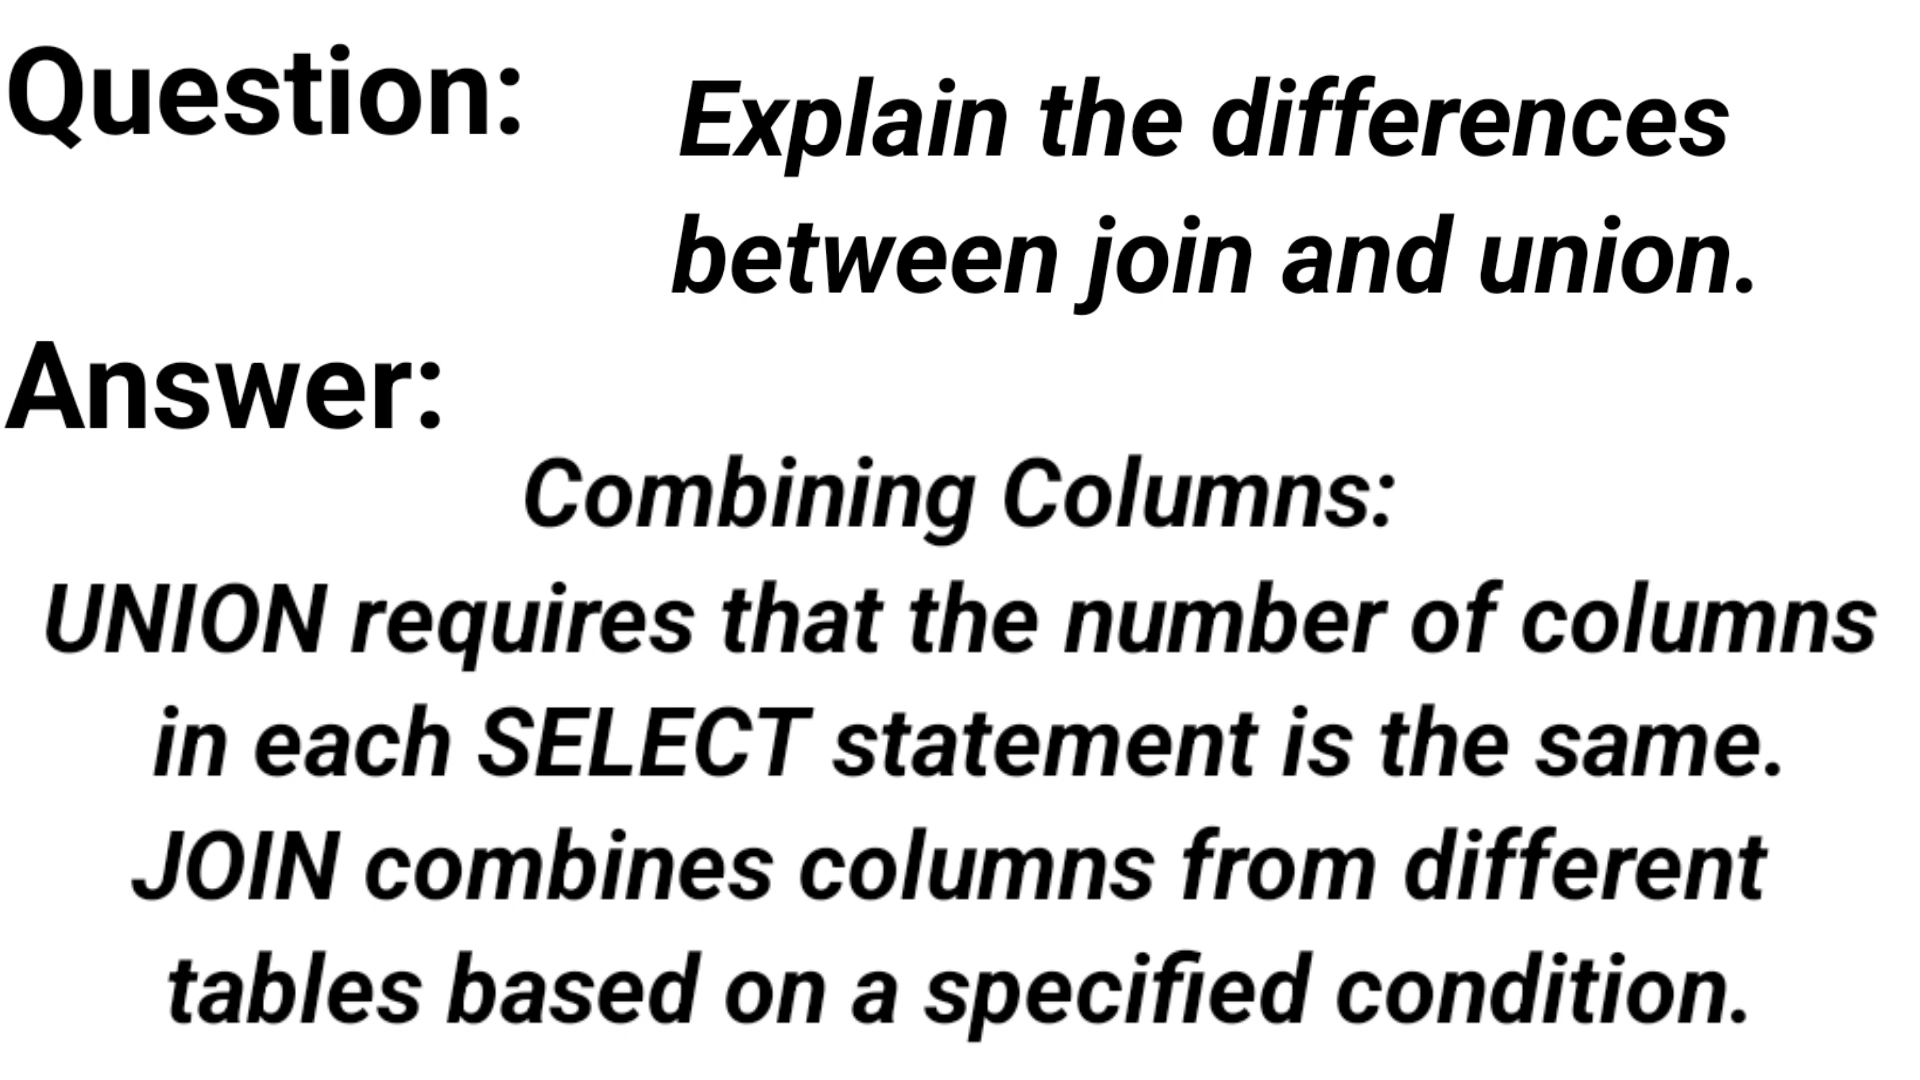 Question:
Explain the differences
between join and union.
Answer:
Combining Columns:
UNION requires that the number of columns
in each SELECT statement is the same.
JOIN combines columns from different
tables based on a specified condition.